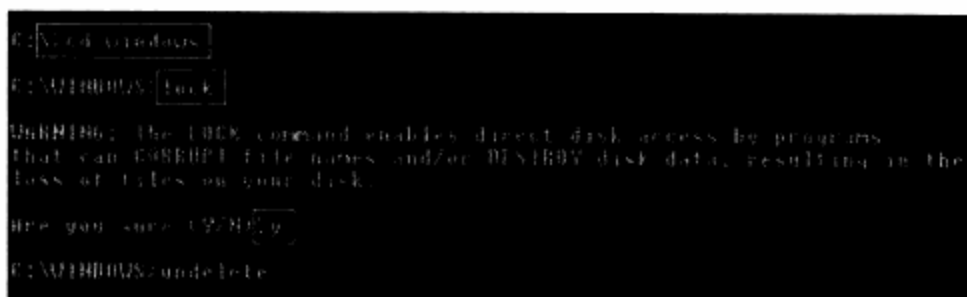 C:\>cd windows
C:\WINDOWS>lock
WARNING: The LOCK command enables direct disk access by programs
that can CORRUPT file names and/or DESTROY disk data, resulting in the
loss of files on your disk.
Are you sure (Y/N)?y
C:\WINDOWS>undelete